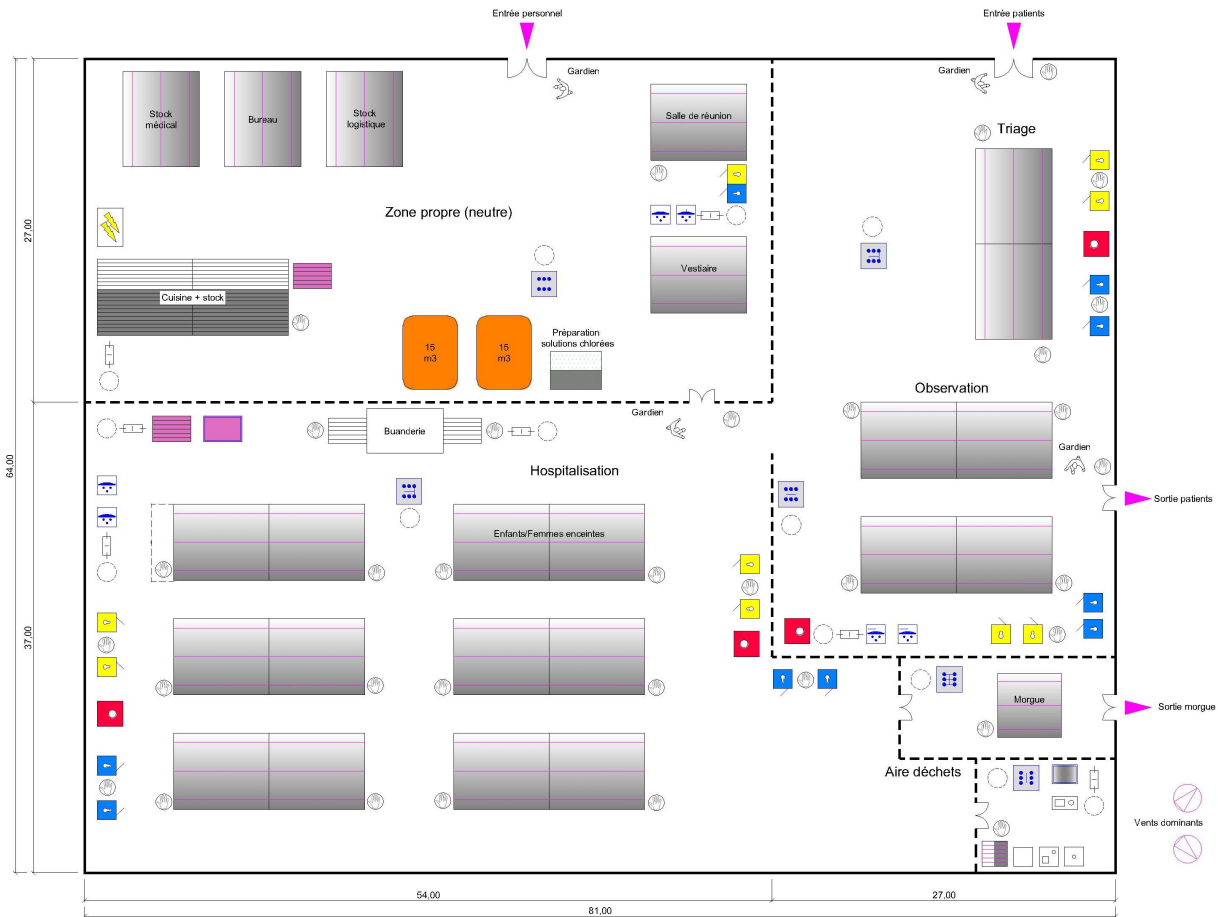 Entrée personnel
Entrée patients
Gardien
Gardien
Stock
médical
Bureau
Stock
logistique
Salle de réunion
Triage
Zone propre (neutre)
27,00
Vestiaire
Cuisine + stock
15
m3
15
m3
Préparation
solutions chlorées
Observation
Gardien
Buanderie
Gardien
64,00
Hospitalisation
Sortie patients
Enfants/Femmes enceintes
37,00
Morgue
Sortie morgue
Aire déchets
Vents dominants
54,00
27,00
81,00